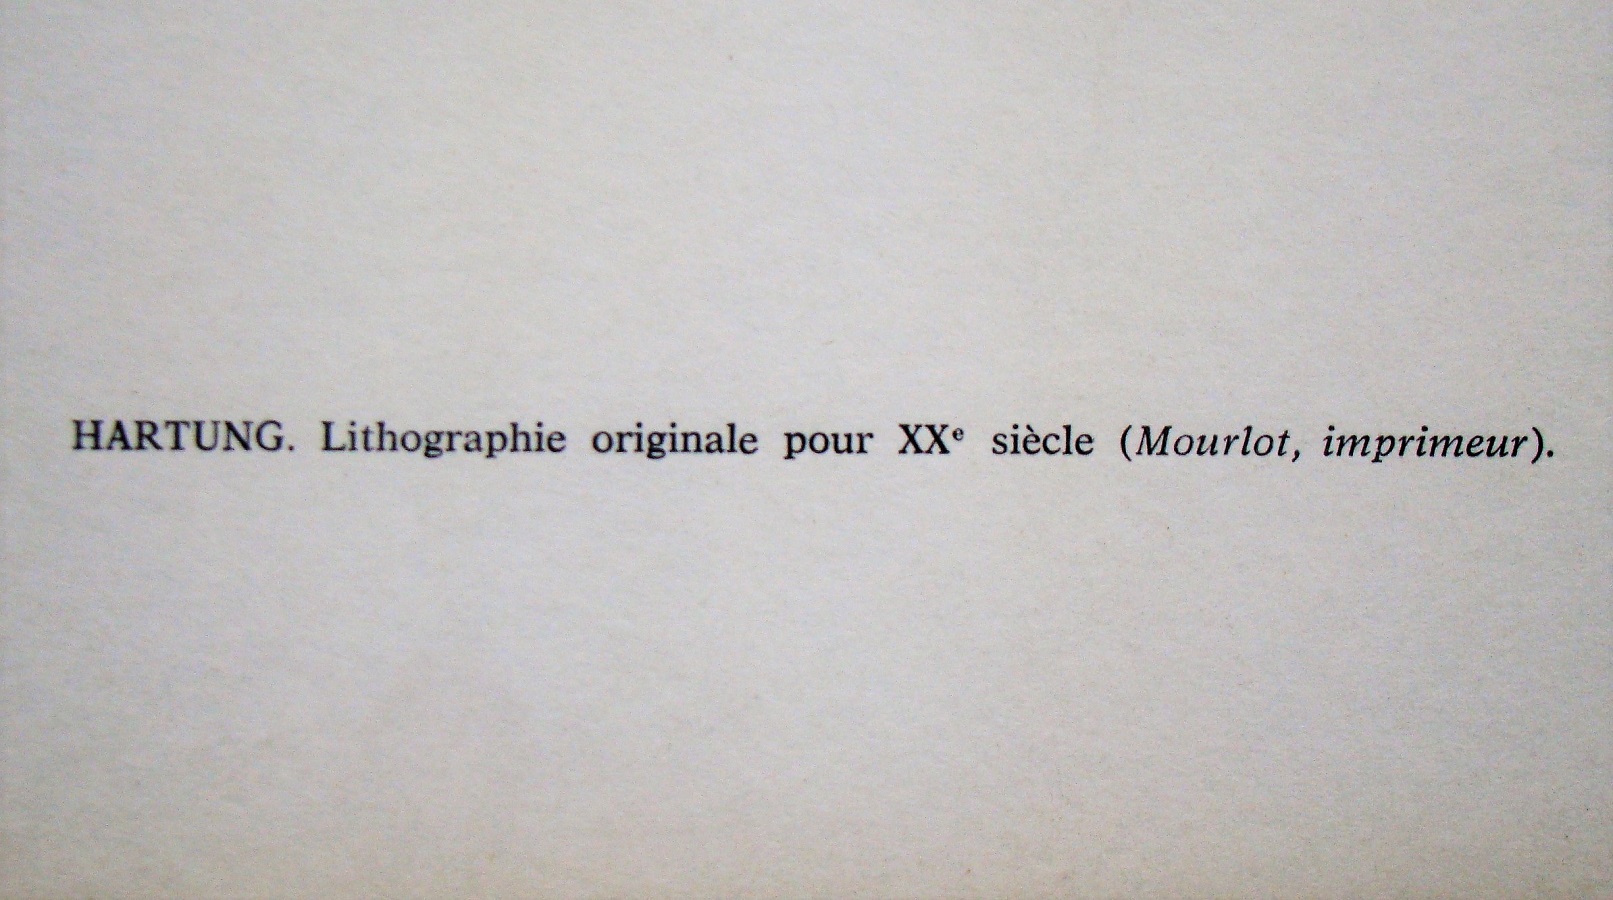 HARTUNG. Lithographie originale pour XXᵉ siècle (Mourlot, imprimeur).